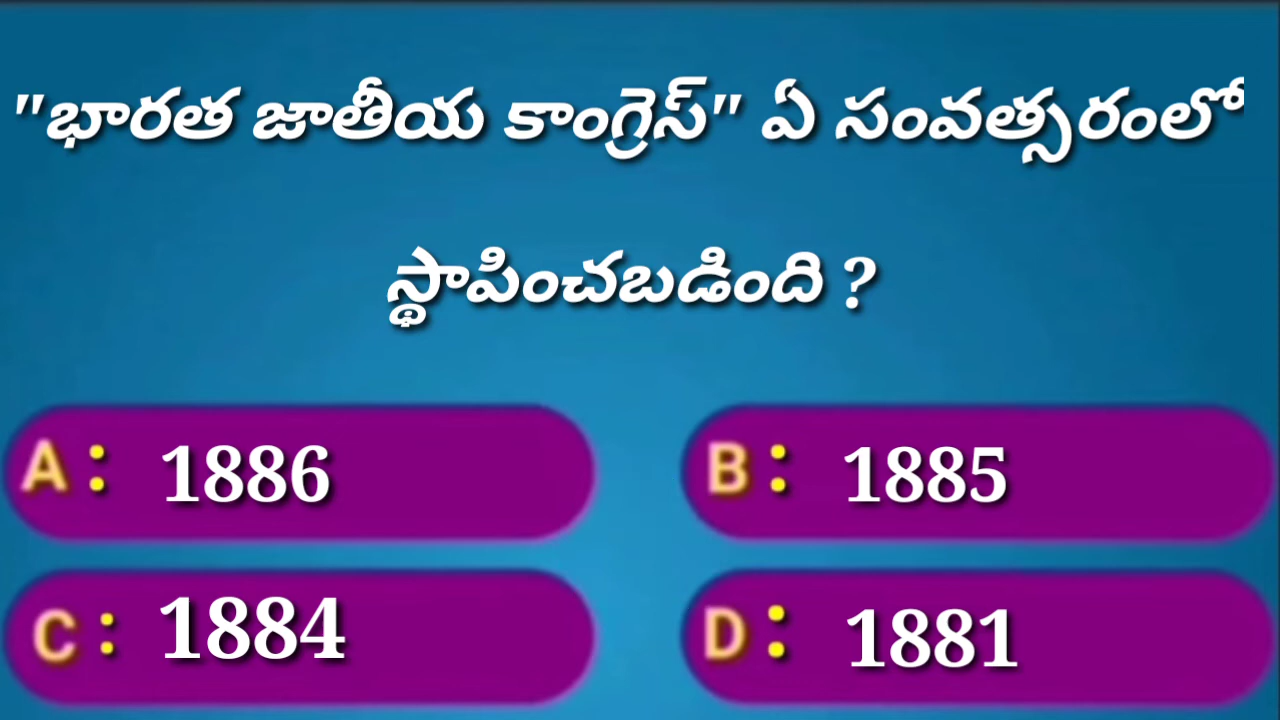 "భారత జాతీయ కాంగ్రెస్" ఏ సంవత్సరంలో
స్థాపించబడింది ?
A : 1886
B : 1885
C : 1884
D : 1881